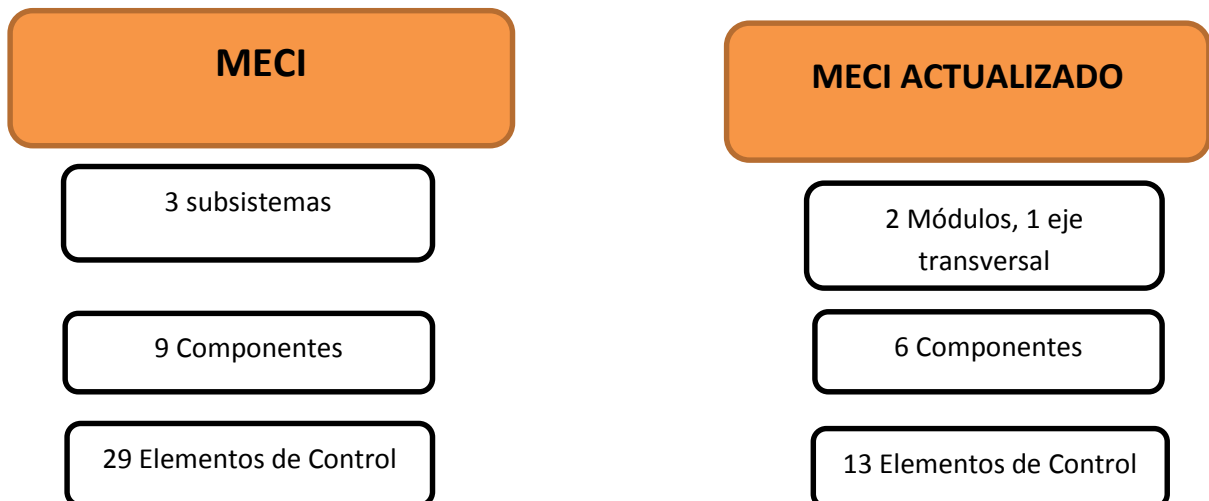 MECI
3 subsistemas
9 Componentes
29 Elementos de Control
MECI ACTUALIZADO
2 Módulos, 1 eje
transversal
6 Componentes
13 Elementos de Control